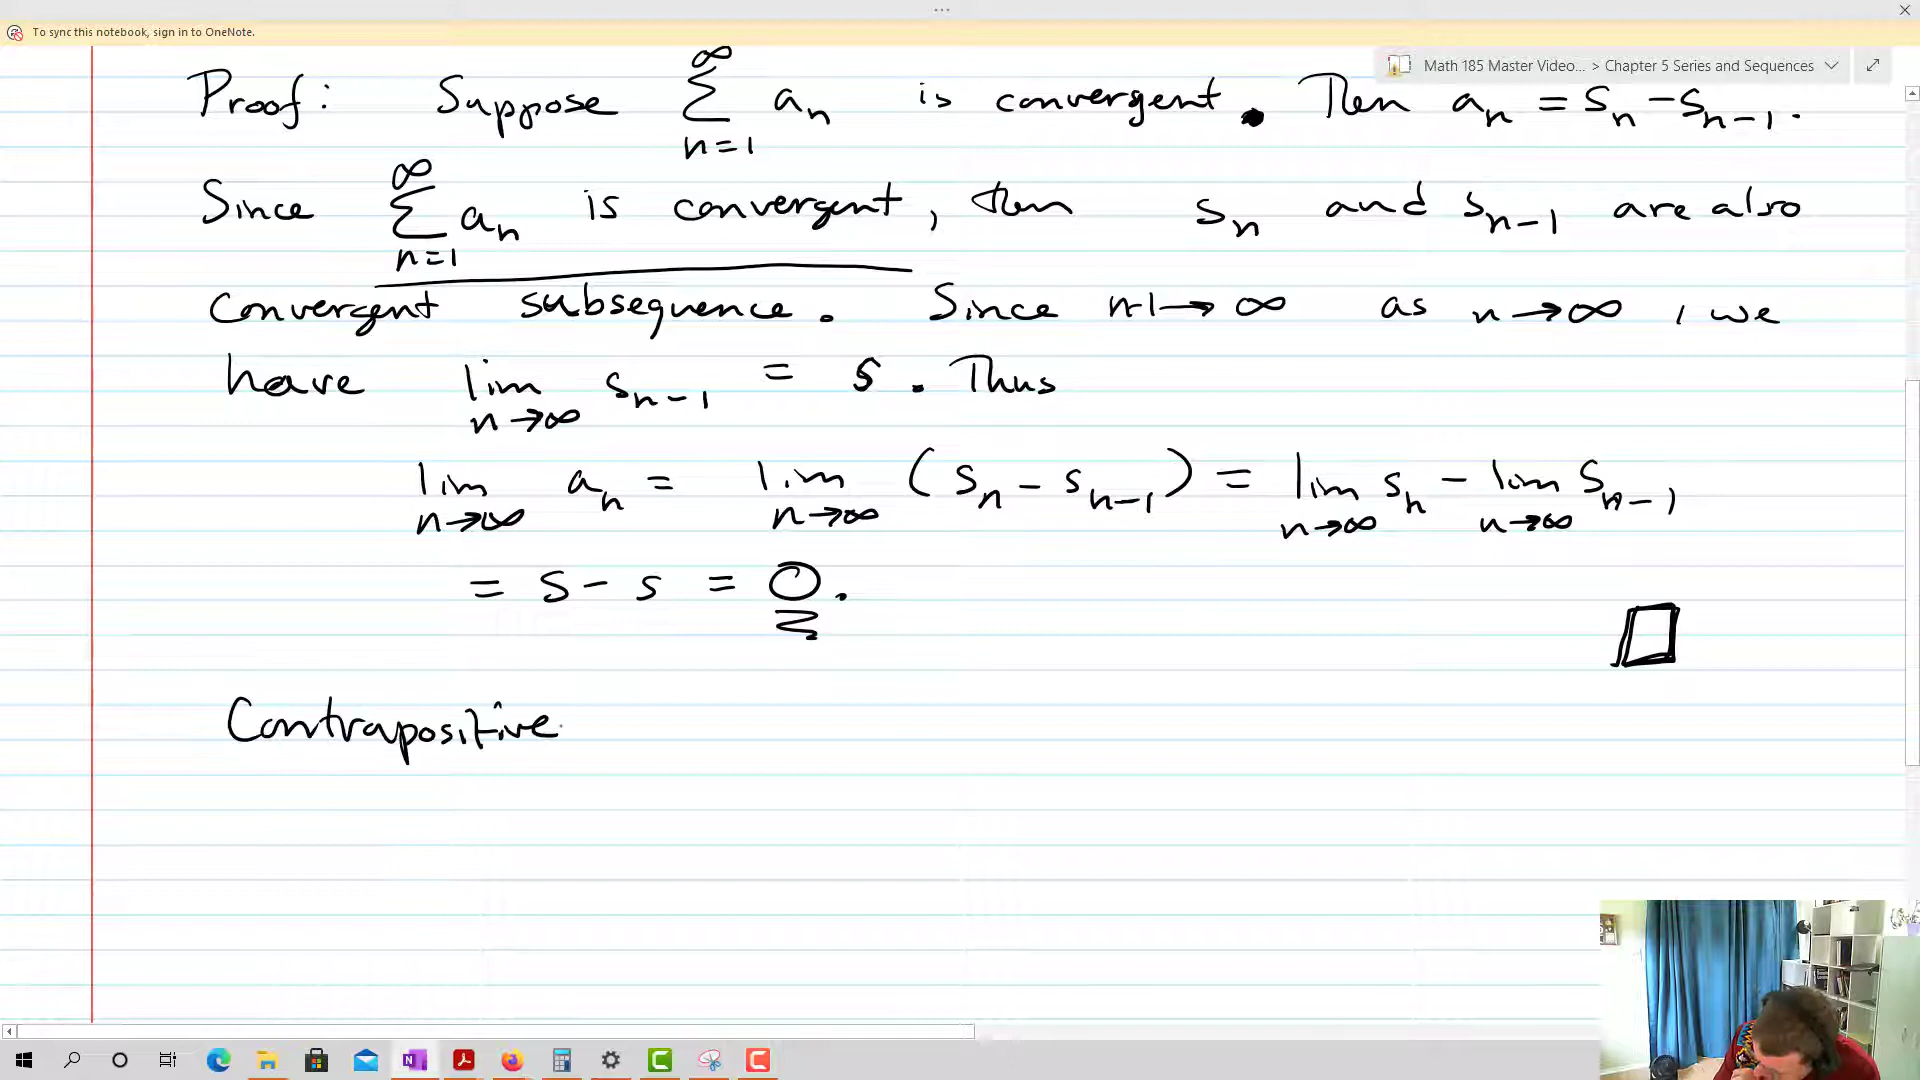 To sync this notebook, sign in to OneNote.
Math 185 Master Video... > Chapter 5 Series and Sequences
Proof: Suppose ∑_{n=1}^{∞} a_n is convergent. Then a_n = S_n - S_{n-1}.
Since ∑_{n=1}^{∞} a_n is convergent, then s_n and s_{n-1} are also
convergent subsequence. Since n-1 → ∞ as n → ∞, we
have lim_{n→∞} s_{n-1} = s. Thus
lim_{n→∞} a_n = lim_{n→∞} (s_n - s_{n-1}) = lim_{n→∞} s_n - lim_{n→∞} s_{n-1}
= s - s = 0.
Contrapositive